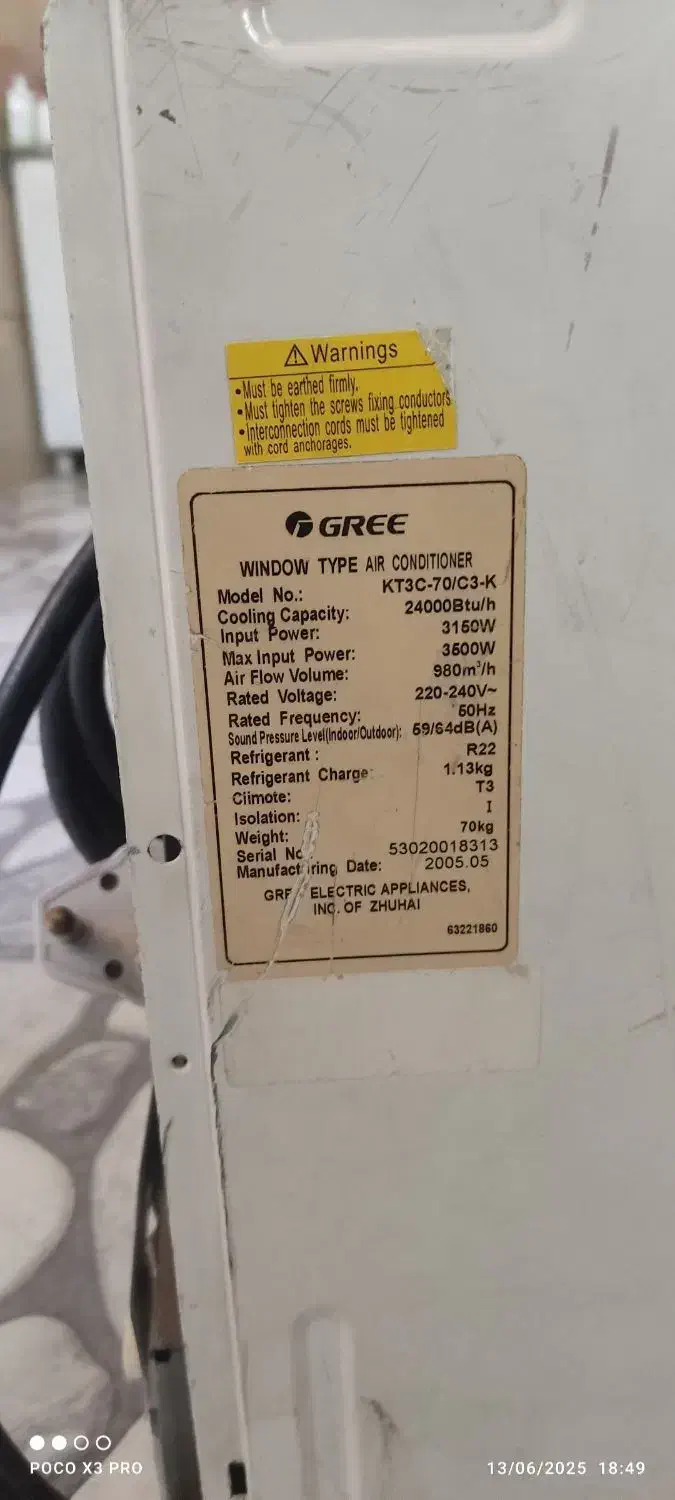 ⚠Warnings
•Must be earthed firmly.
•Must tighten the screws fixing conductors
•Interconnection cords must be tightened
with cord anchorages.
GREE
WINDOW TYPE AIR CONDITIONER
Model No.: KT3C-70/C3-K
Cooling Capacity: 24000Btu/h
Input Power: 3150W
Max Input Power: 3500W
Air Flow Volume: 980m³/h
Rated Voltage: 220-240V~
Rated Frequency: 50Hz
Sound Pressure Level(Indoor/Outdoor): 59/64dB(A)
Refrigerant : R22
Refrigerant Charge: 1.13kg
Climote: T3
Isolation: I
Weight: 70kg
Serial No 53020018313
Manufacturing Date: 2005.05
GREE ELECTRIC APPLIANCES,
INC. OF ZHUHAI
63221860
POCO X3 PRO
13/06/2025 18:49